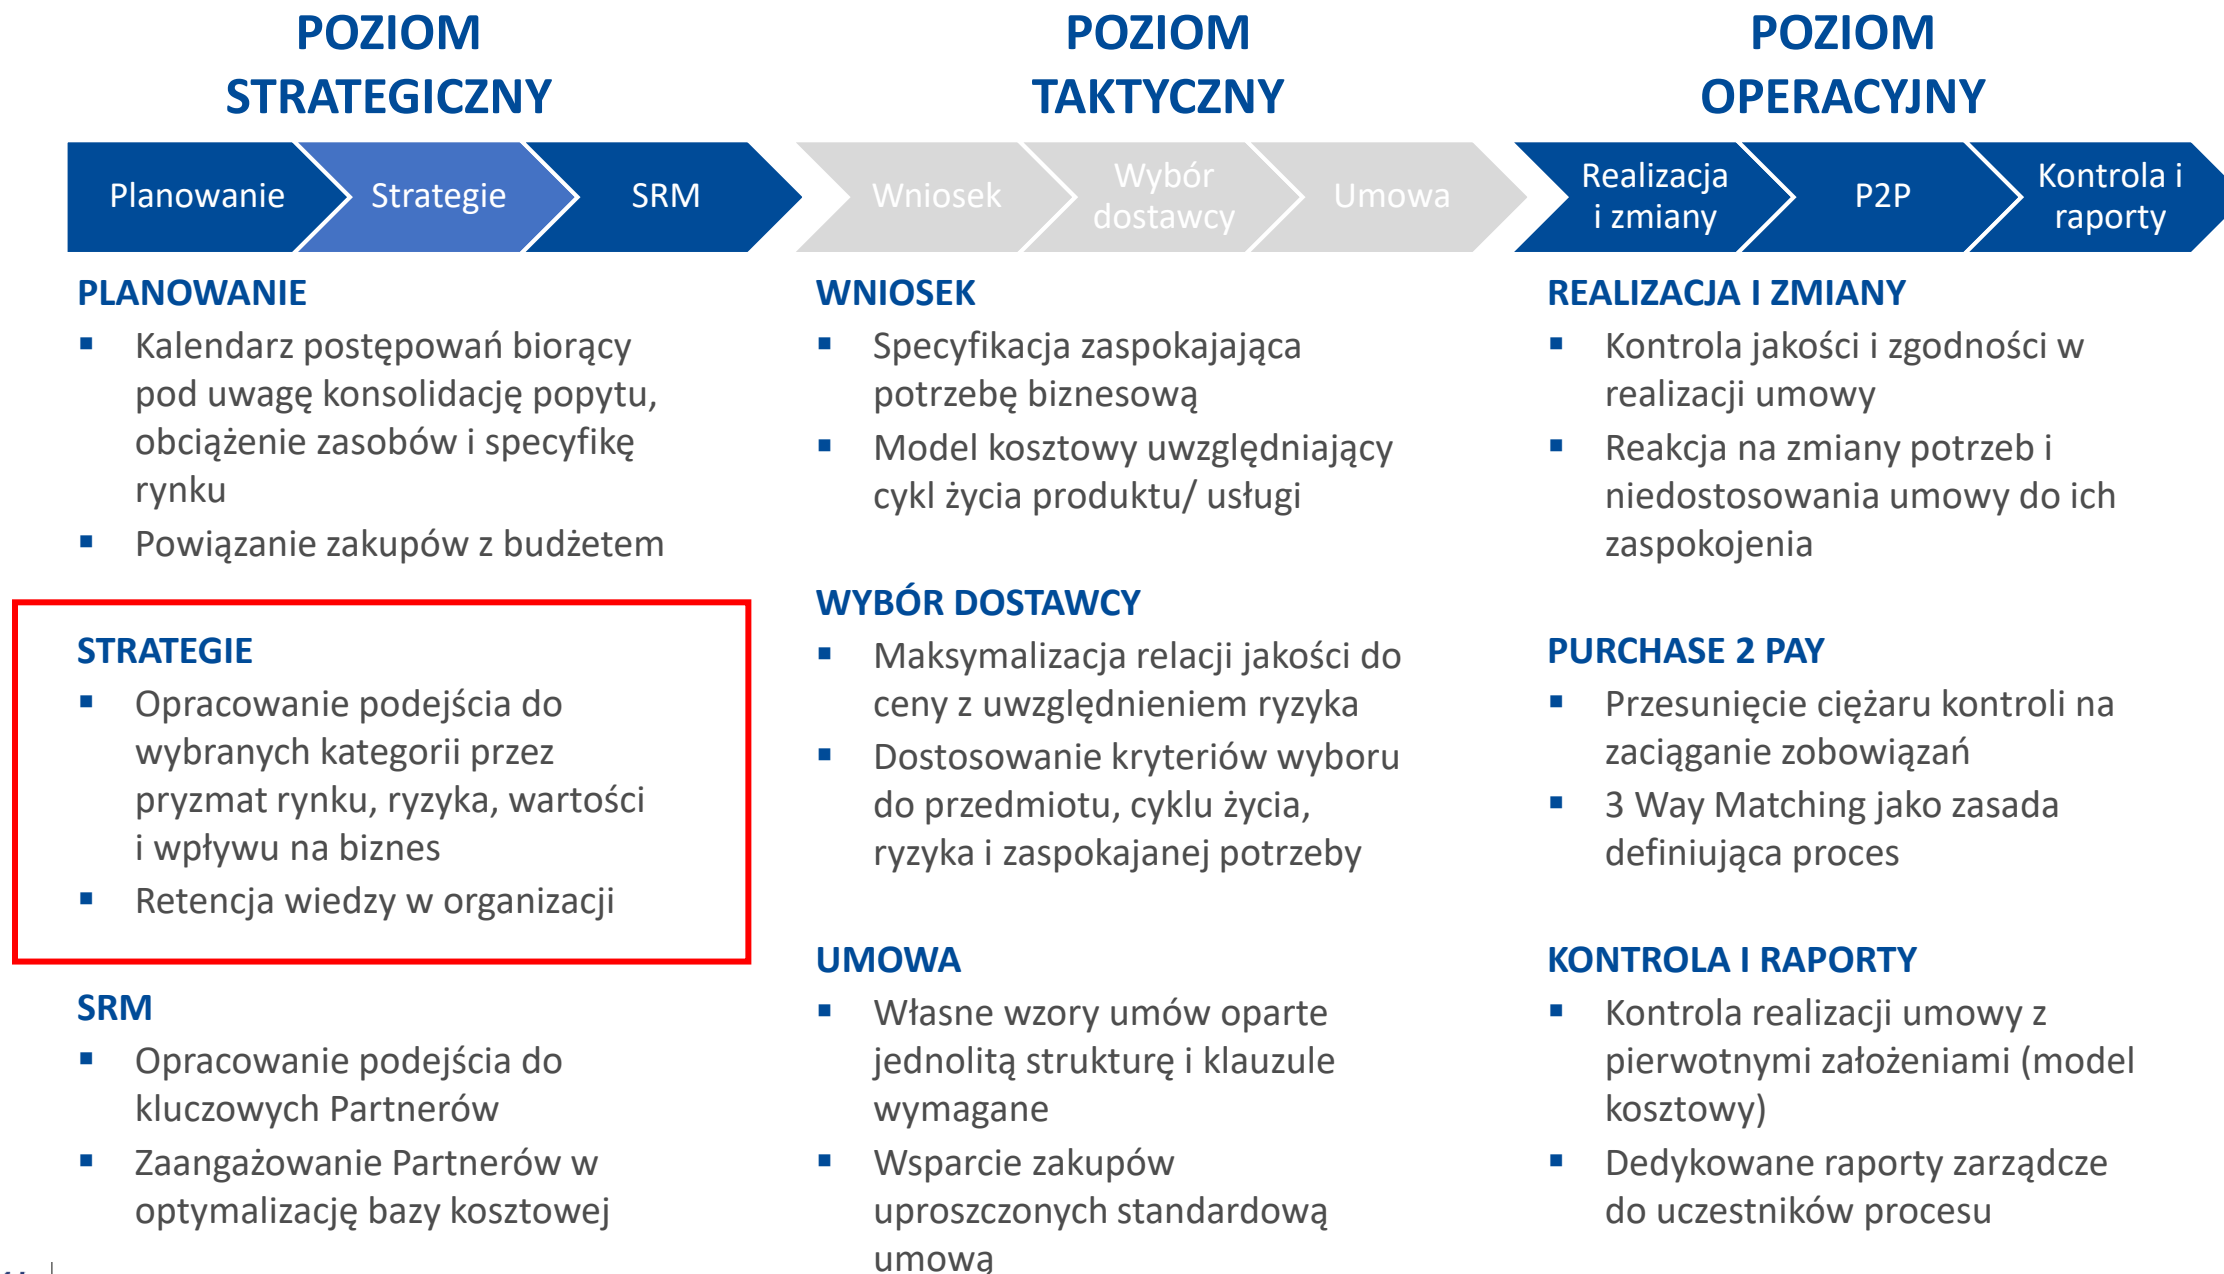 POZIOM
STRATEGICZNY
POZIOM
TAKTYCZNY
POZIOM
OPERACYJNY
Planowanie
Strategie
SRM
Wniosek
Wybór
dostawcy
Umowa
Realizacja
i zmiany
P2P
Kontrola i
raporty
PLANOWANIE
▪ Kalendarz postępowań biorący
pod uwagę konsolidację popytu,
obciążenie zasobów i specyfikę
rynku
▪ Powiązanie zakupów z budżetem
STRATEGIE
▪ Opracowanie podejścia do
wybranych kategorii przez
pryzmat rynku, ryzyka, wartości
i wpływu na biznes
▪ Retencja wiedzy w organizacji
SRM
▪ Opracowanie podejścia do
kluczowych Partnerów
▪ Zaangażowanie Partnerów w
optymalizację bazy kosztowej
WNIOSEK
▪ Specyfikacja zaspokajająca
potrzebę biznesową
▪ Model kosztowy uwzględniający
cykl życia produktu/ usługi
WYBÓR DOSTAWCY
▪ Maksymalizacja relacji jakości do
ceny z uwzględnieniem ryzyka
▪ Dostosowanie kryteriów wyboru
do przedmiotu, cyklu życia,
ryzyka i zaspokajanej potrzeby
UMOWA
▪ Własne wzory umów oparte
jednolitą strukturę i klauzule
wymagane
▪ Wsparcie zakupów
uproszczonych standardową
umową
REALIZACJA I ZMIANY
▪ Kontrola jakości i zgodności w
realizacji umowy
▪ Reakcja na zmiany potrzeb i
niedostosowania umowy do ich
zaspokojenia
PURCHASE 2 PAY
▪ Przesunięcie ciężaru kontroli na
zaciąganie zobowiązań
▪ 3 Way Matching jako zasada
definiująca proces
KONTROLA I RAPORTY
▪ Kontrola realizacji umowy z
pierwotnymi założeniami (model
kosztowy)
▪ Dedykowane raporty zarządcze
do uczestników procesu